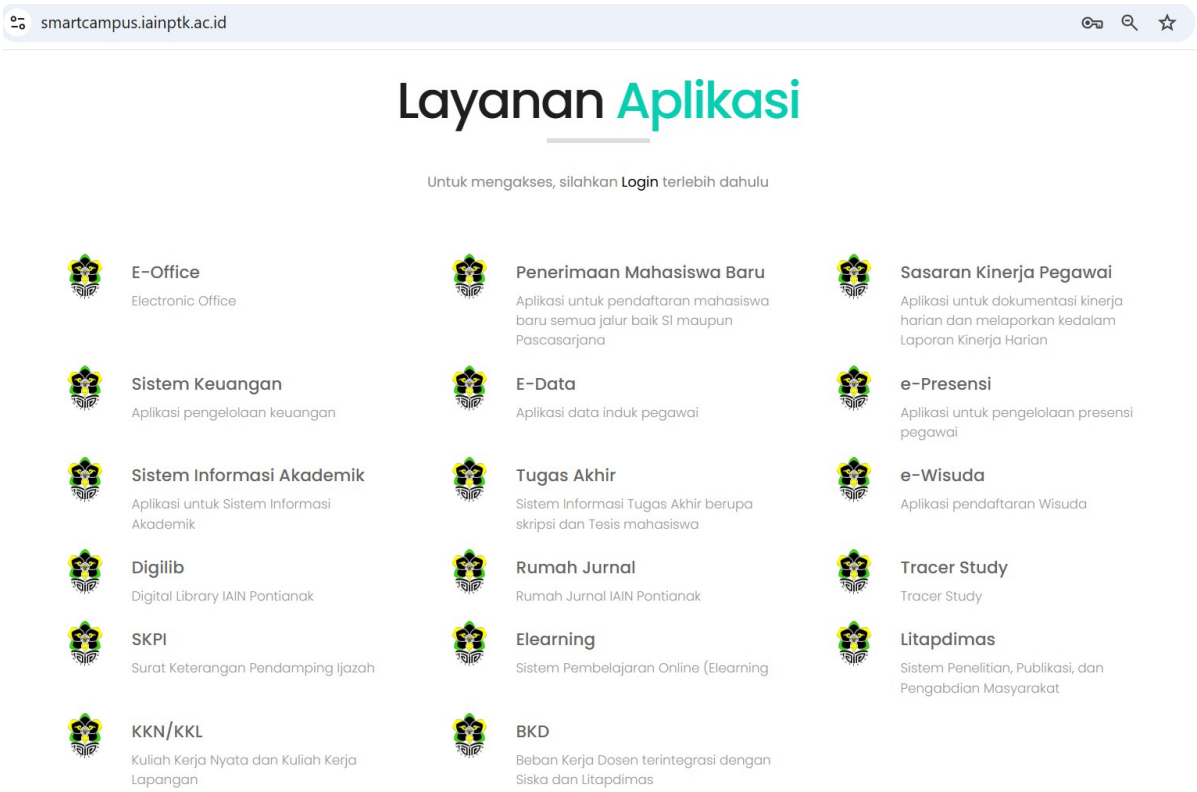 smartcampus.iainptk.ac.id
Layanan Aplikasi
Untuk mengakses, silahkan Login terlebih dahulu
E-Office
Electronic Office
Penerimaan Mahasiswa Baru
Aplikasi untuk pendaftaran mahasiswa
baru semua jalur baik S1 maupun
Pascasarjana
Sasaran Kinerja Pegawai
Aplikasi untuk dokumentasi kinerja
harian dan melaporkan kedalam
Laporan Kinerja Harian
Sistem Keuangan
Aplikasi pengelolaan keuangan
E-Data
Aplikasi data induk pegawai
e-Presensi
Aplikasi untuk pengelolaan presensi
pegawai
Sistem Informasi Akademik
Aplikasi untuk Sistem Informasi
Akademik
Tugas Akhir
Sistem Informasi Tugas Akhir berupa
skripsi dan Tesis mahasiswa
e-Wisuda
Aplikasi pendaftaran Wisuda
Digilib
Digital Library IAIN Pontianak
Rumah Jurnal
Rumah Jurnal IAIN Pontianak
Tracer Study
Tracer Study
SKPI
Surat Keterangan Pendamping Ijazah
Elearning
Sistem Pembelajaran Online (Elearning
Litapdimas
Sistem Penelitian, Publikasi, dan
Pengabdian Masyarakat
KKN/KKL
Kuliah Kerja Nyata dan Kuliah Kerja
Lapangan
BKD
Beban Kerja Dosen terintegrasi dengan
Siska dan Litapdimas